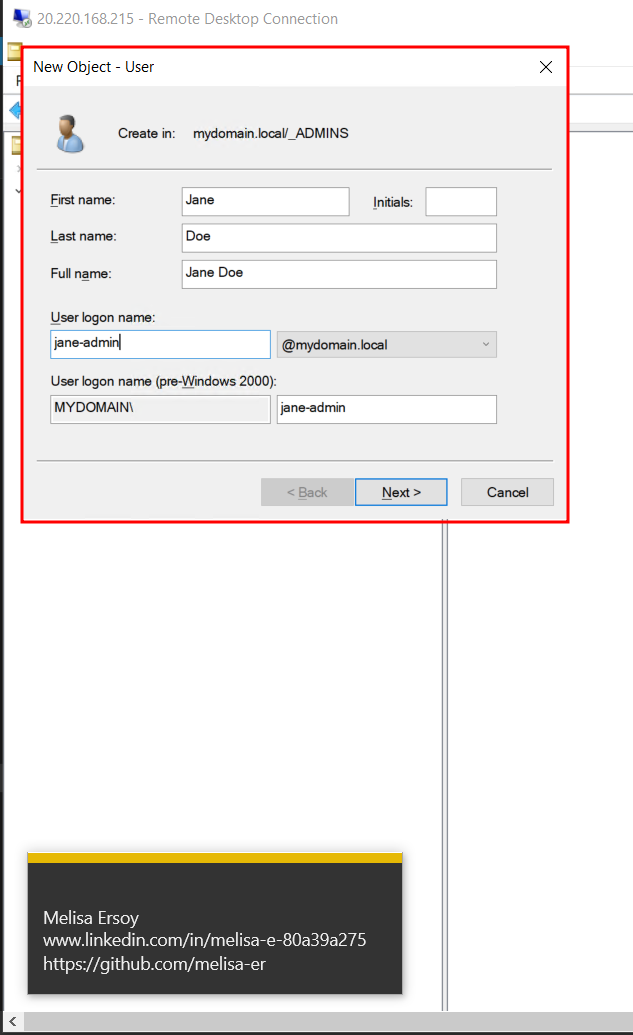 20.220.168.215 - Remote Desktop Connection
New Object - User
Create in: mydomain.local/_ADMINS
First name: Jane Initials:
Last name: Doe
Full name: Jane Doe
User logon name:
jane-admin @mydomain.local
User logon name (pre-Windows 2000):
MYDOMAIN\ jane-admin
< Back Next > Cancel
Melisa Ersoy
www.linkedin.com/in/melisa-e-80a39a275
https://github.com/melisa-er